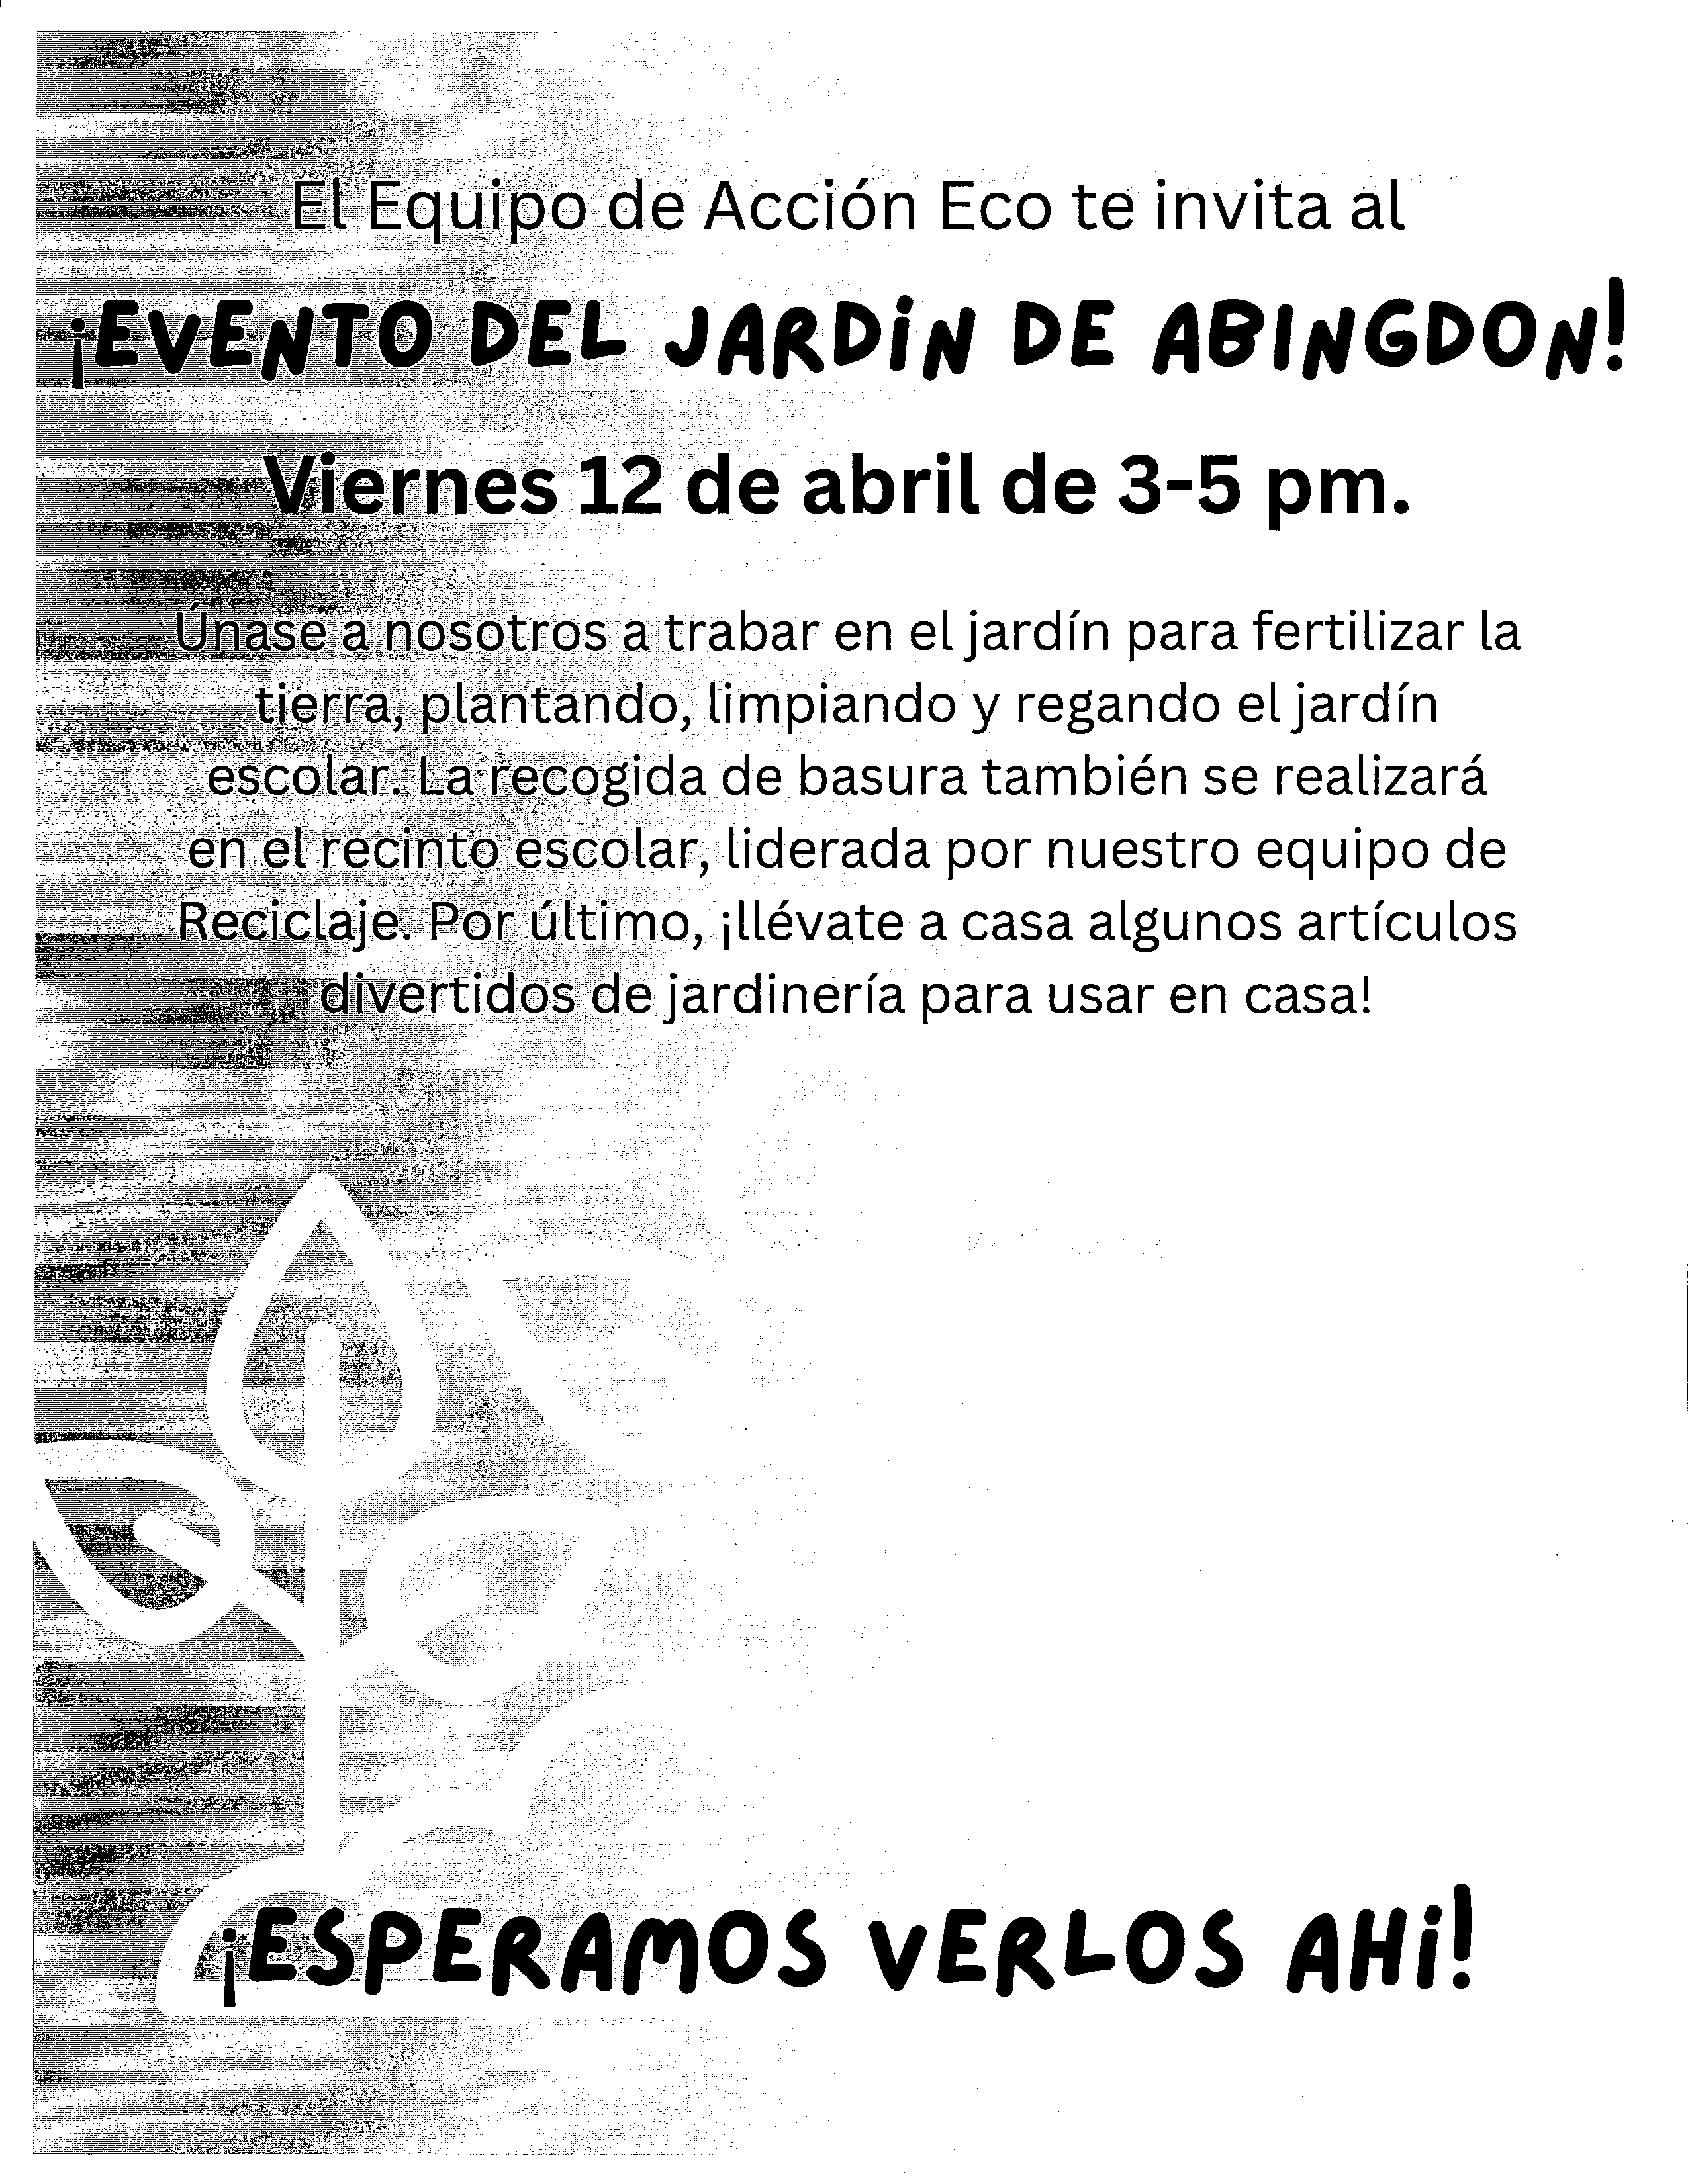 El Equipo de Acción Eco te invita al
¡EVENTO DEL JARDíN DE ABINGDON!
Viernes 12 de abril de 3-5 pm.
Únase a nosotros a trabar en el jardín para fertilizar la
tierra, plantando, limpiando y regando el jardín
escolar. La recogida de basura también se realizará
en el recinto escolar, liderada por nuestro equipo de
Reciclaje. Por último, ¡llévate a casa algunos artículos
divertidos de jardinería para usar en casa!
¡ESPERAMOS VERLOS AHí!